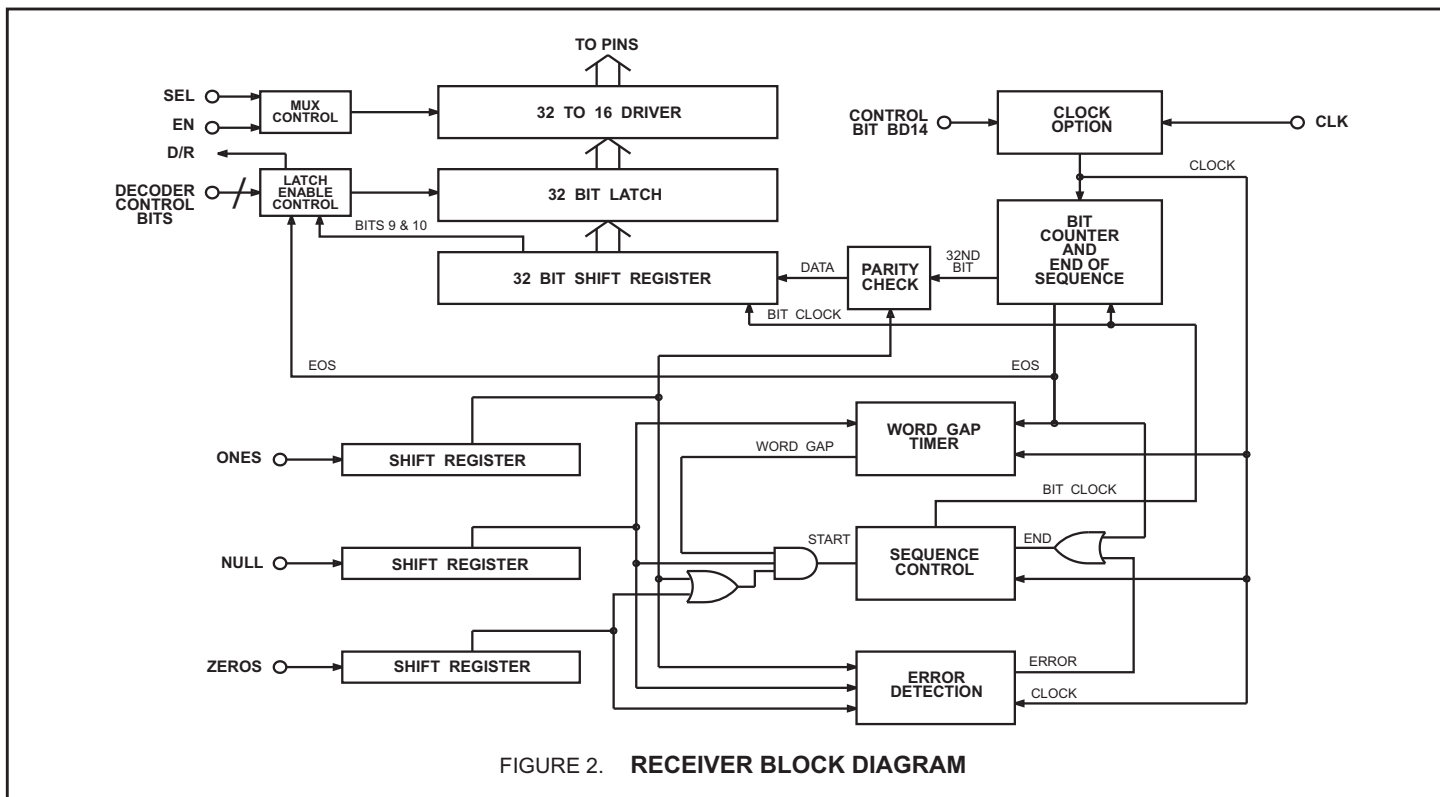 TO PINS
SEL
EN
D/R
DECODER
CONTROL
BITS
MUX
CONTROL
LATCH
ENABLE
CONTROL
32 TO 16 DRIVER
32 BIT LATCH
BITS 9 & 10
32 BIT SHIFT REGISTER
CONTROL
BIT BD14
CLOCK
OPTION
CLK
CLOCK
BIT
COUNTER
AND
END OF
SEQUENCE
32ND
BIT
PARITY
CHECK
DATA
BIT CLOCK
EOS
EOS
ONES
SHIFT REGISTER
WORD GAP
WORD GAP
TIMER
BIT CLOCK
NULL
SHIFT REGISTER
START
SEQUENCE
CONTROL
END
ZEROS
SHIFT REGISTER
ERROR
DETECTION
ERROR
CLOCK
FIGURE 2. RECEIVER BLOCK DIAGRAM